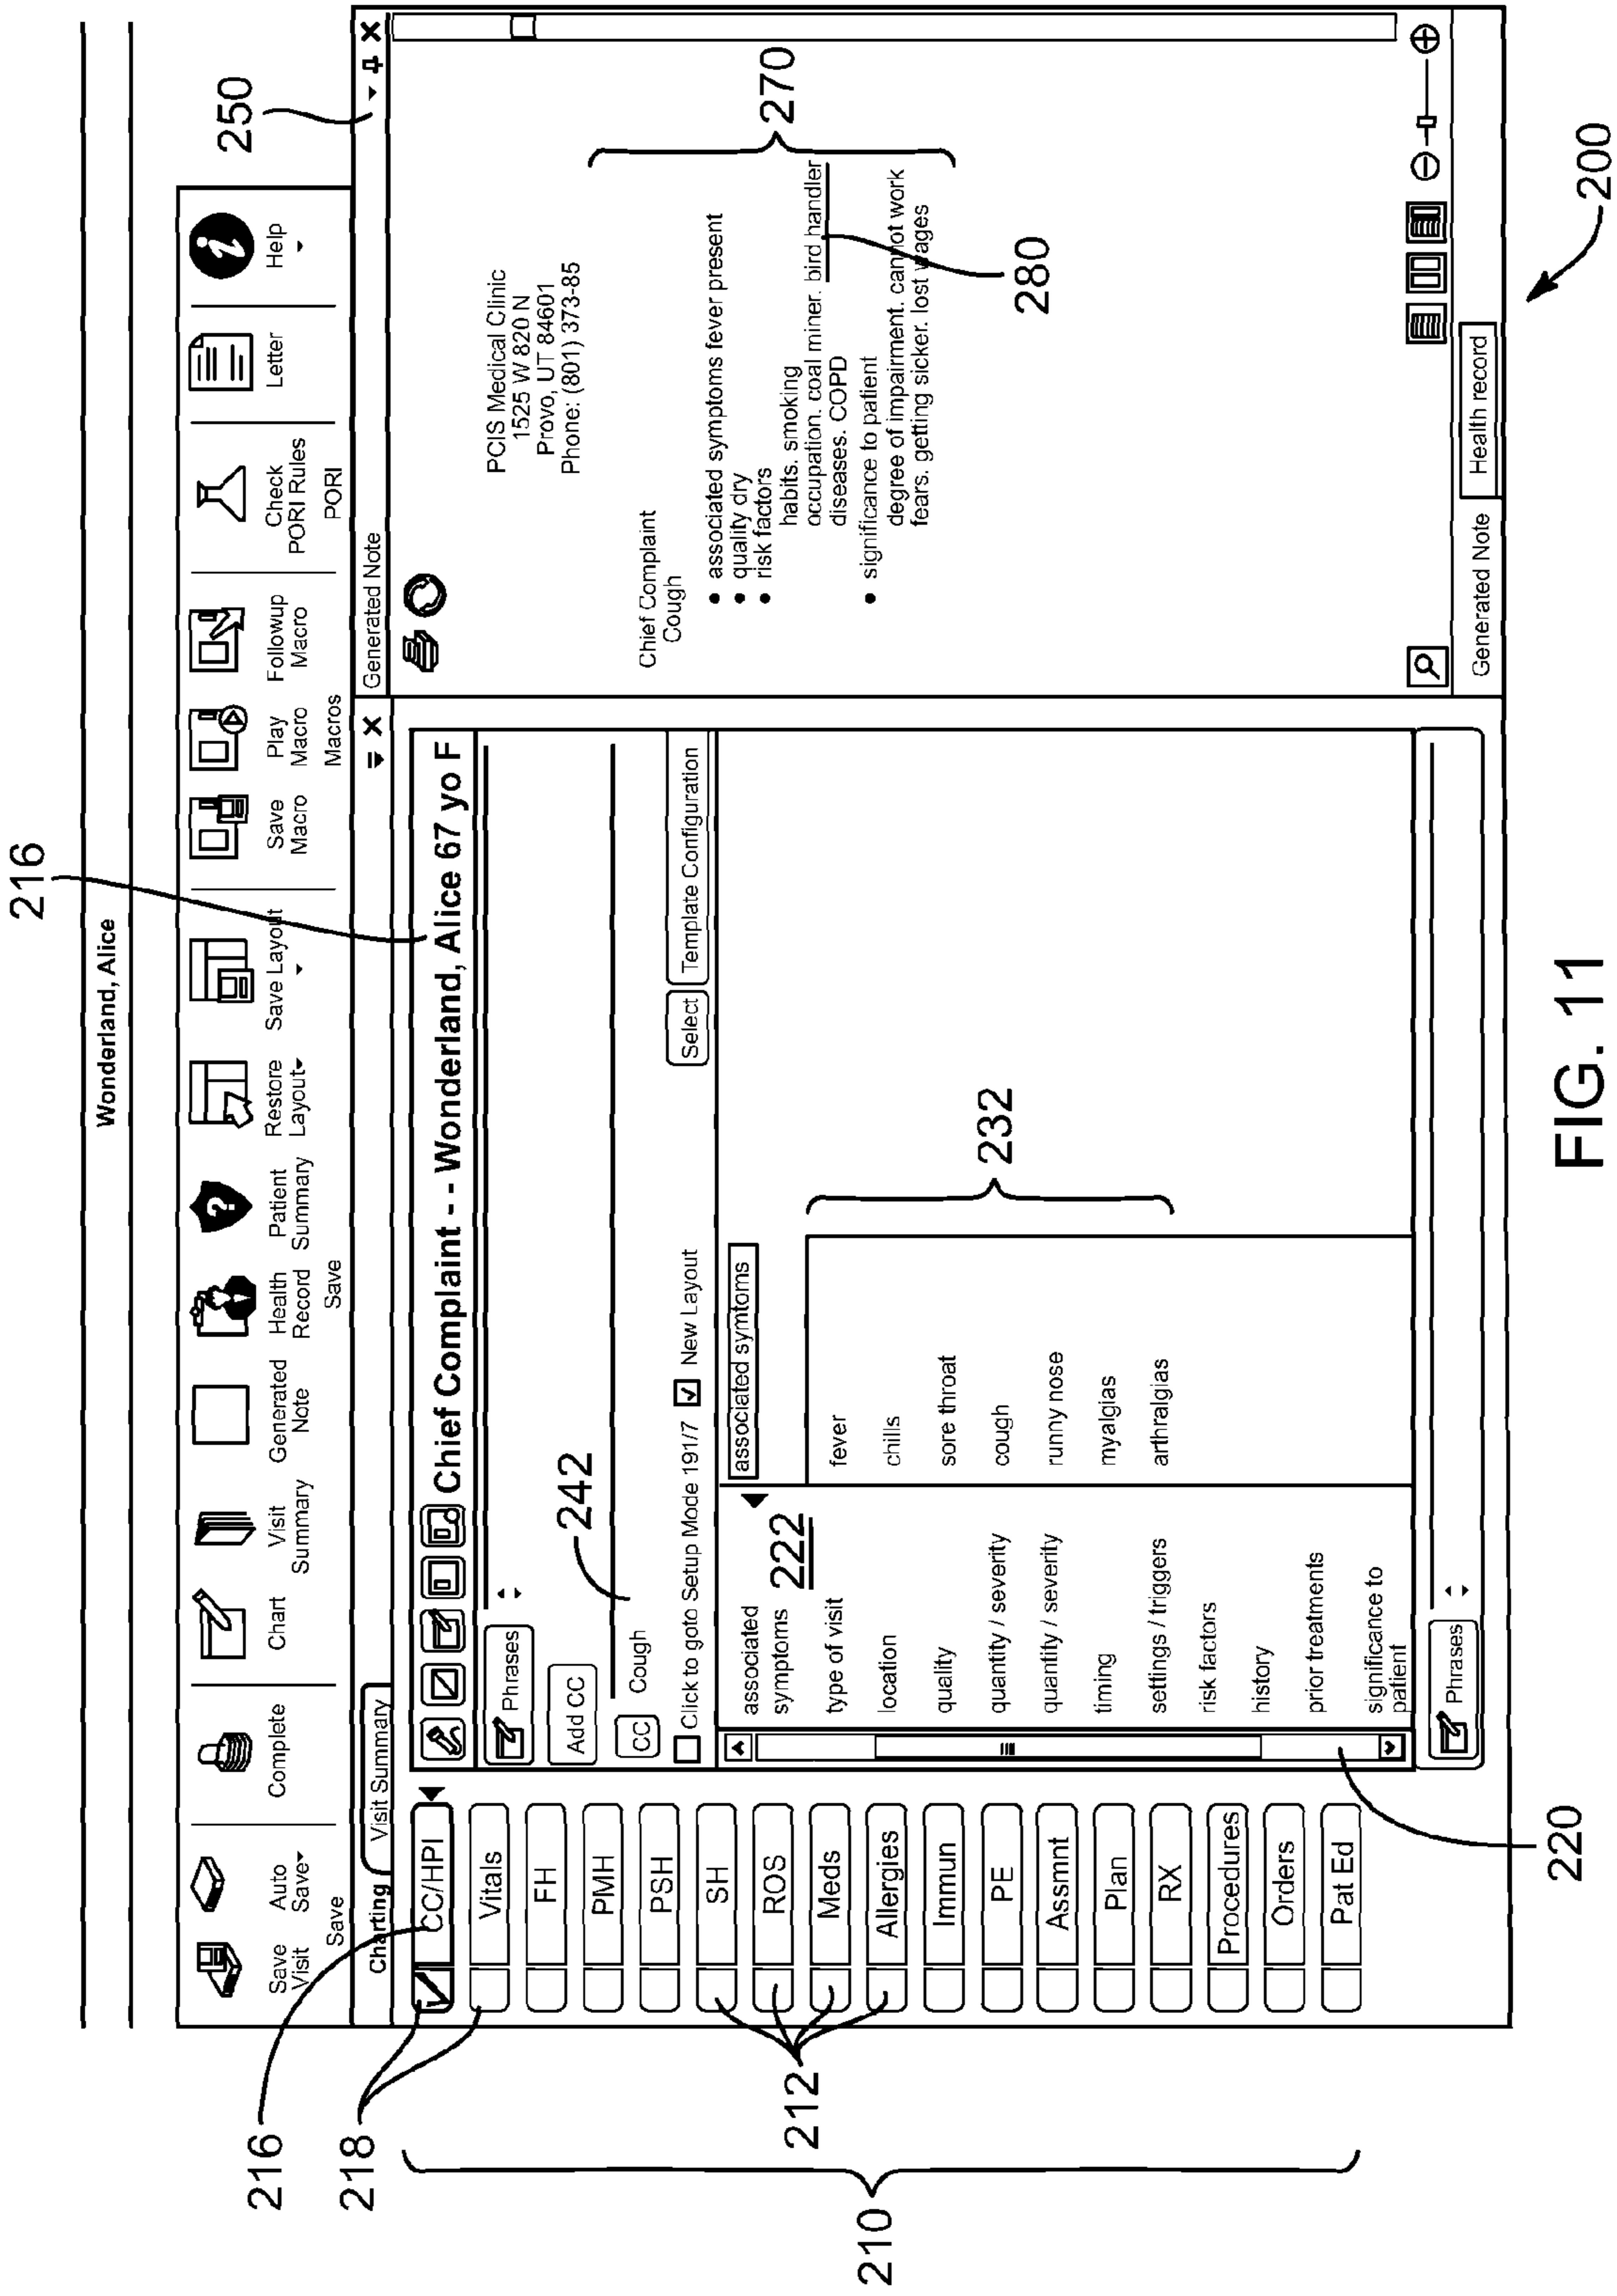 Wonderland, Alice
216
250
Save Visit
Auto Save
Save
Complete
Chart
Visit Summary
Generated Note
Health Record
Patient Summary
Save
Restore Layout
Save Layout
Save Macro
Play Macro
Followup Macro
Macros
Check PORI Rules
PORI
Letter
Help
Charting
Visit Summary
Generated Note
216
218
CC/HPI
Vitals
FH
PMH
PSH
SH
ROS
Meds
Allergies
Immun
PE
Assmnt
Plan
RX
Procedures
Orders
Pat Ed
212
210
Chief Complaint - - Wonderland, Alice 67 yo F
Phrases
Add CC
242
CC
Cough
Click to goto Setup Mode 191/7
New Layout
Select
Template Configuration
associated
symptoms
222
type of visit
location
quality
quantity / severity
quantity / severity
timing
settings / triggers
risk factors
history
prior treatments
significance to
patient
associated symtoms
fever
chills
sore throat
cough
runny nose
myalgias
arthralgias
232
Phrases
220
PCIS Medical Clinic
1525 W 820 N
Provo, UT 84601
Phone: (801) 373-85
Chief Complaint
Cough
• associated symptoms fever present
• quality dry
• risk factors
habits. smoking
occupation. coal miner. bird handler
diseases. COPD
• significance to patient
degree of impairment. cannot work
fears. getting sicker. lost wages
270
280
Generated Note
Health record
200
FIG. 11